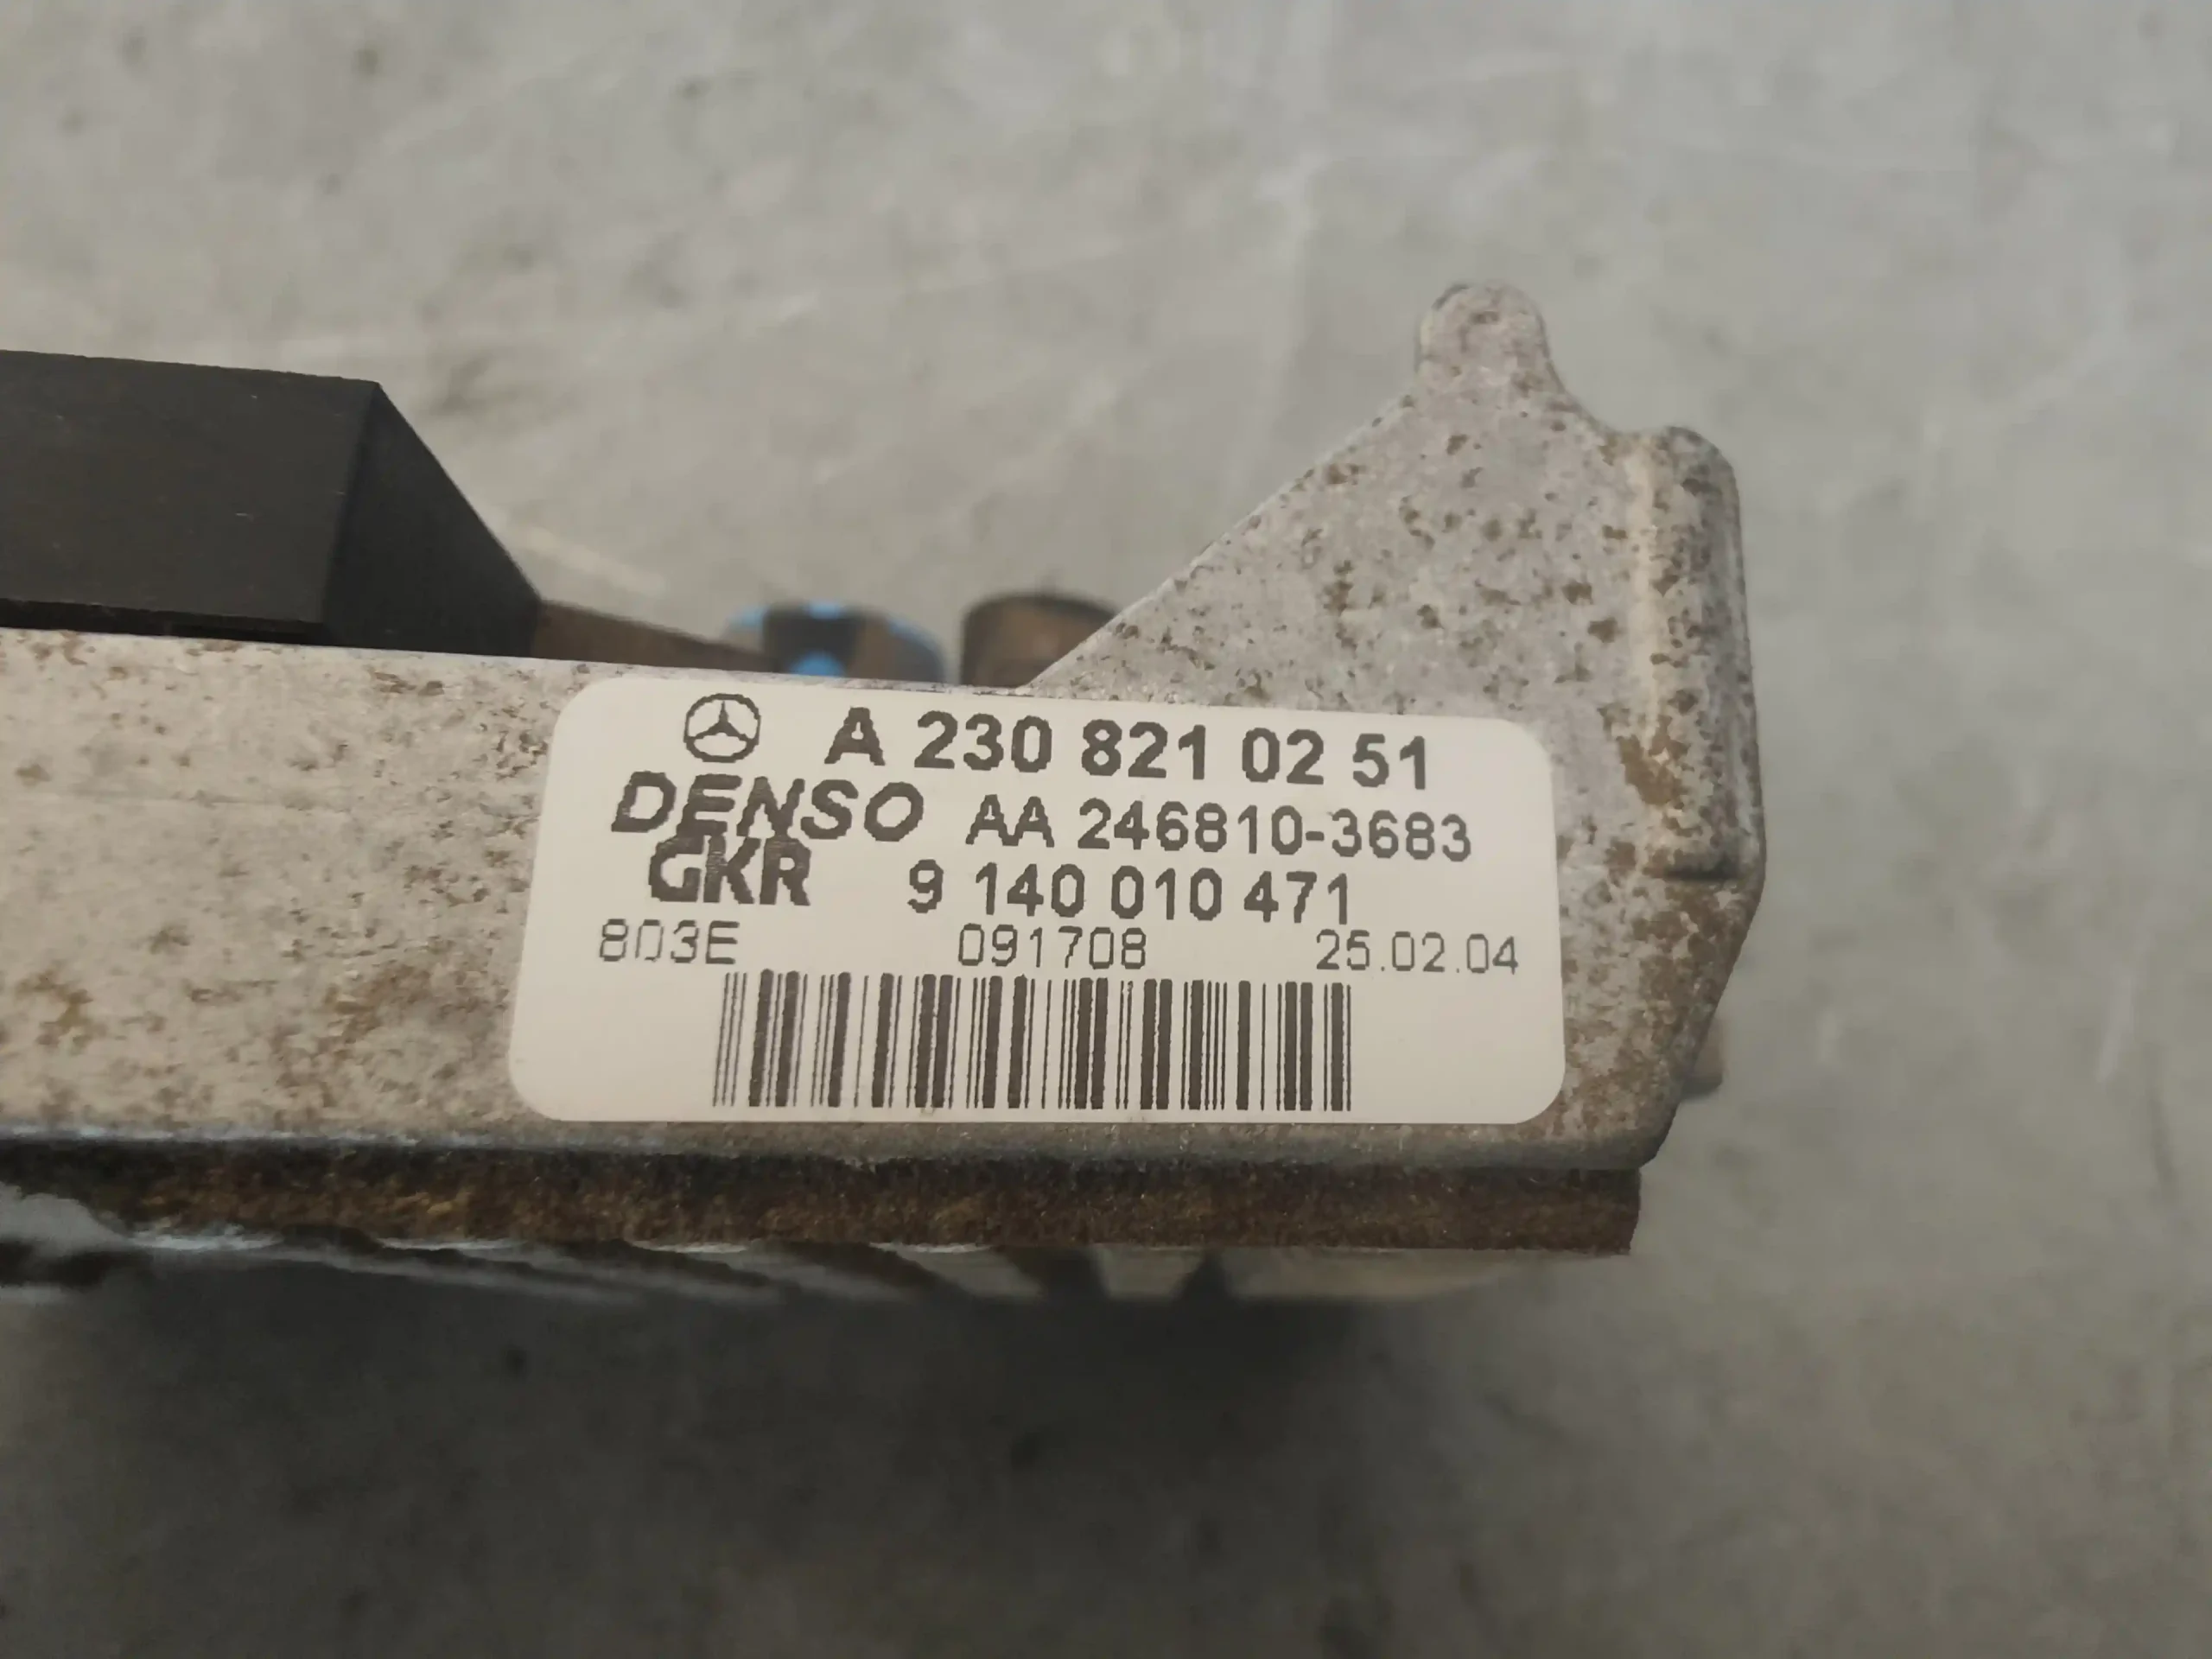 A 230 821 02 51
DENSO AA 246810-3683
GKR 9 140 010 471
803E 091708 25.02.04